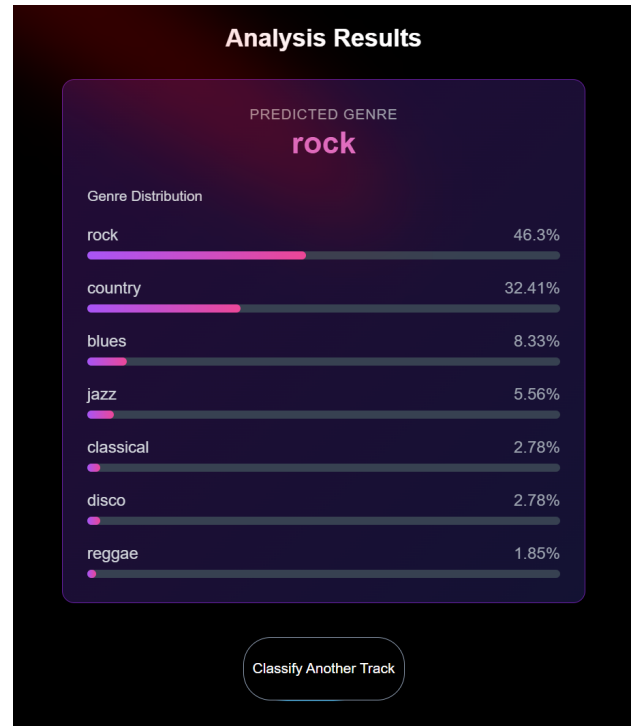 Analysis Results
PREDICTED GENRE
rock
Genre Distribution
rock 46.3%
country 32.41%
blues 8.33%
jazz 5.56%
classical 2.78%
disco 2.78%
reggae 1.85%
Classify Another Track